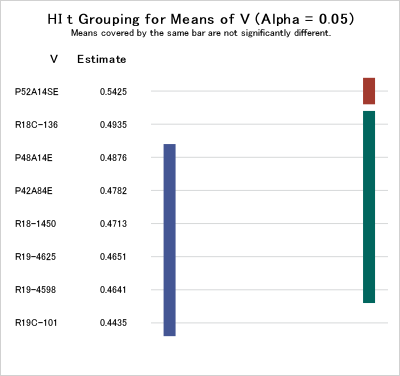 HI t Grouping for Means of V (Alpha = 0.05)
Means covered by the same bar are not significantly different.
V Estimate
P52A14SE 0.5425
R18C-136 0.4935
P48A14E 0.4876
P42A84E 0.4782
R18-1450 0.4713
R19-4625 0.4651
R19-4598 0.4641
R19C-101 0.4435